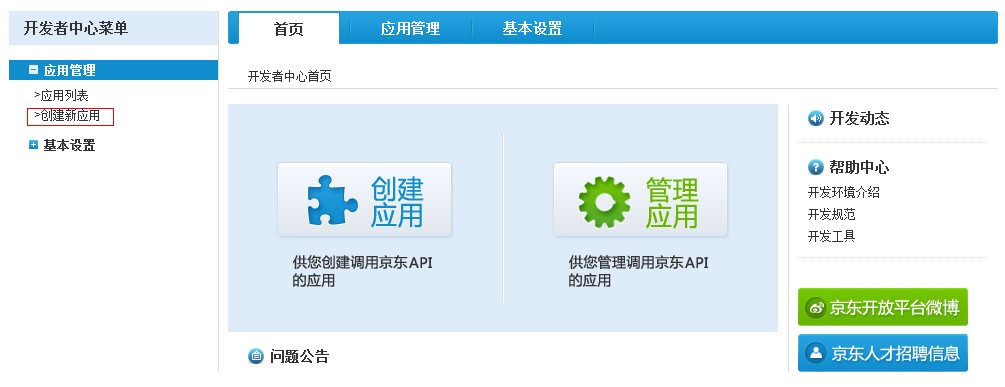 开发者中心菜单
应用管理
>应用列表
>创建新应用
基本设置
首页
应用管理
基本设置
开发者中心首页
创建
应用
供您创建调用京东API
的应用
管理
应用
供您管理调用京东API
的应用
问题公告
开发动态
帮助中心
开发环境介绍
开发规范
开发工具
京东开放平台微博
京东人才招聘信息